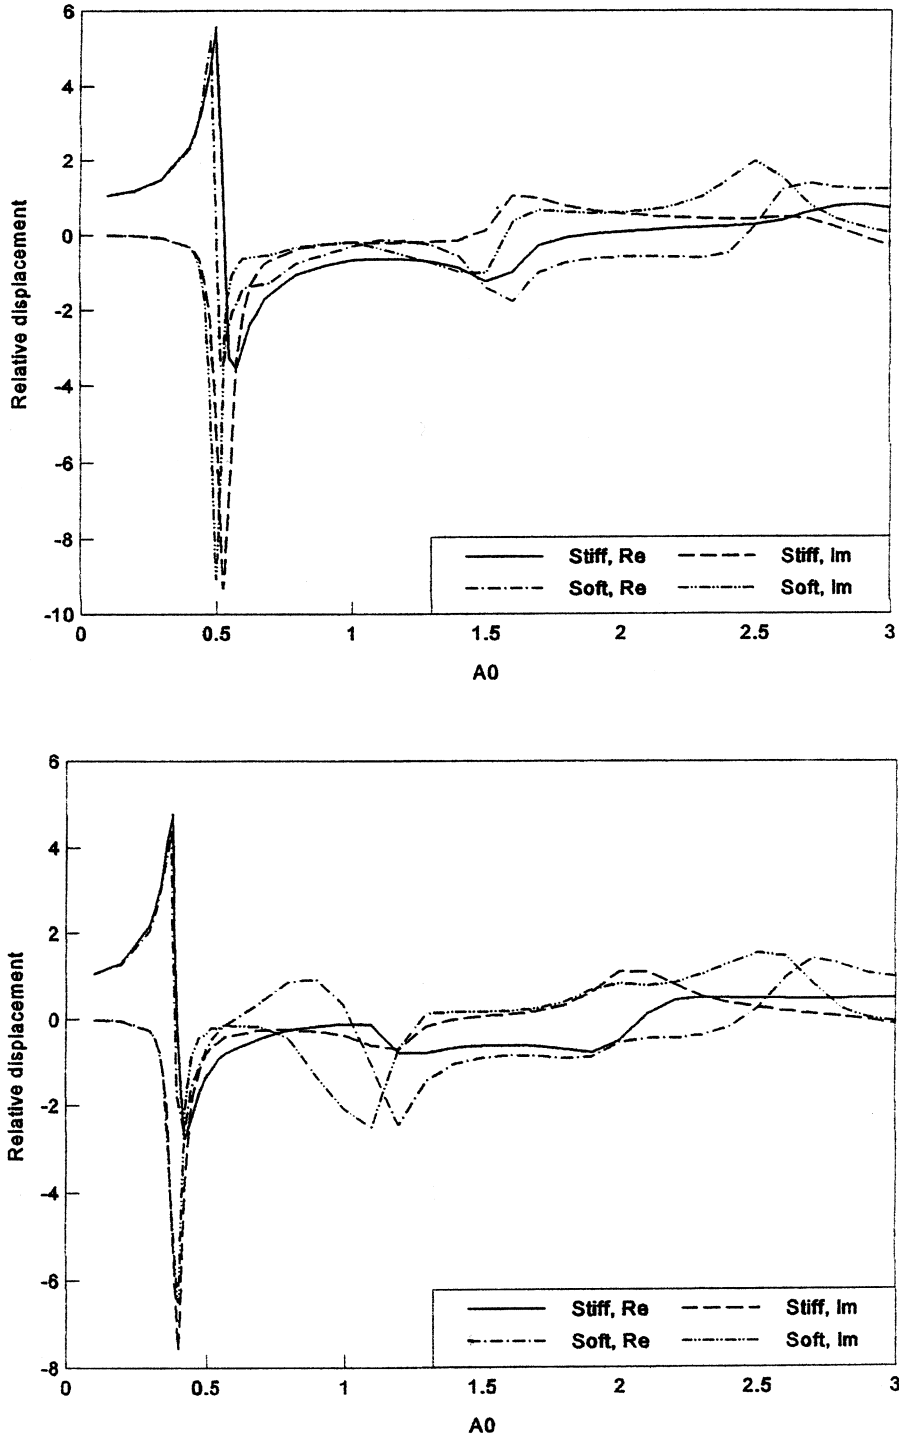 6
4
2
0
-2
-4
-6
-8
-10
Relative displacement
Stiff, Re Stiff, Im
Soft, Re Soft, Im
0 0.5 1 1.5 2 2.5 3
A0
6
4
2
0
-2
-4
-6
-8
Relative displacement
Stiff, Re Stiff, Im
Soft, Re Soft, Im
0 0.5 1 1.5 2 2.5 3
A0